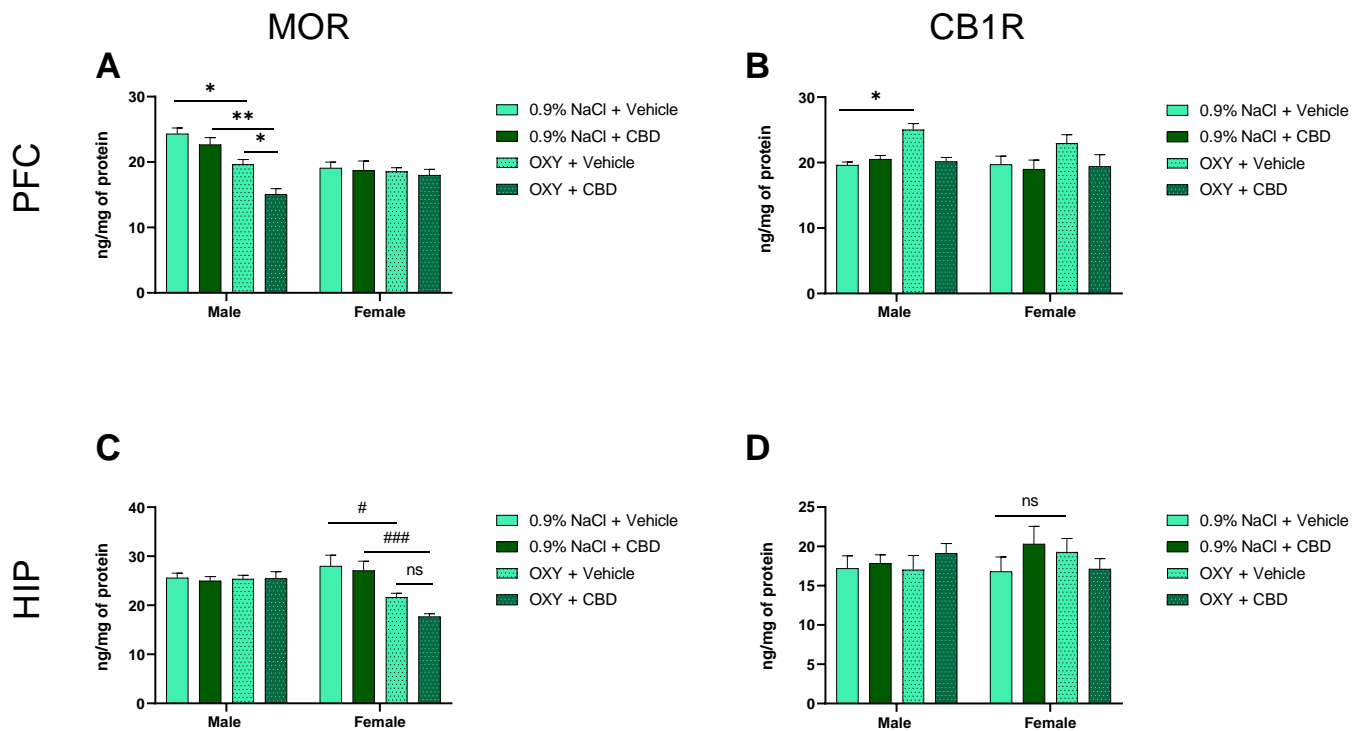 MOR
CB1R
PFC
HIP
A
30
20
10
0
ng/mg of protein
*
**
*
Male
Female
0.9% NaCl + Vehicle
0.9% NaCl + CBD
OXY + Vehicle
OXY + CBD
B
30
20
10
0
ng/mg of protein
*
Male
Female
0.9% NaCl + Vehicle
0.9% NaCl + CBD
OXY + Vehicle
OXY + CBD
C
40
30
20
10
0
ng/mg of protein
#
###
ns
Male
Female
0.9% NaCl + Vehicle
0.9% NaCl + CBD
OXY + Vehicle
OXY + CBD
D
25
20
15
10
5
0
ng/mg of protein
ns
Male
Female
0.9% NaCl + Vehicle
0.9% NaCl + CBD
OXY + Vehicle
OXY + CBD